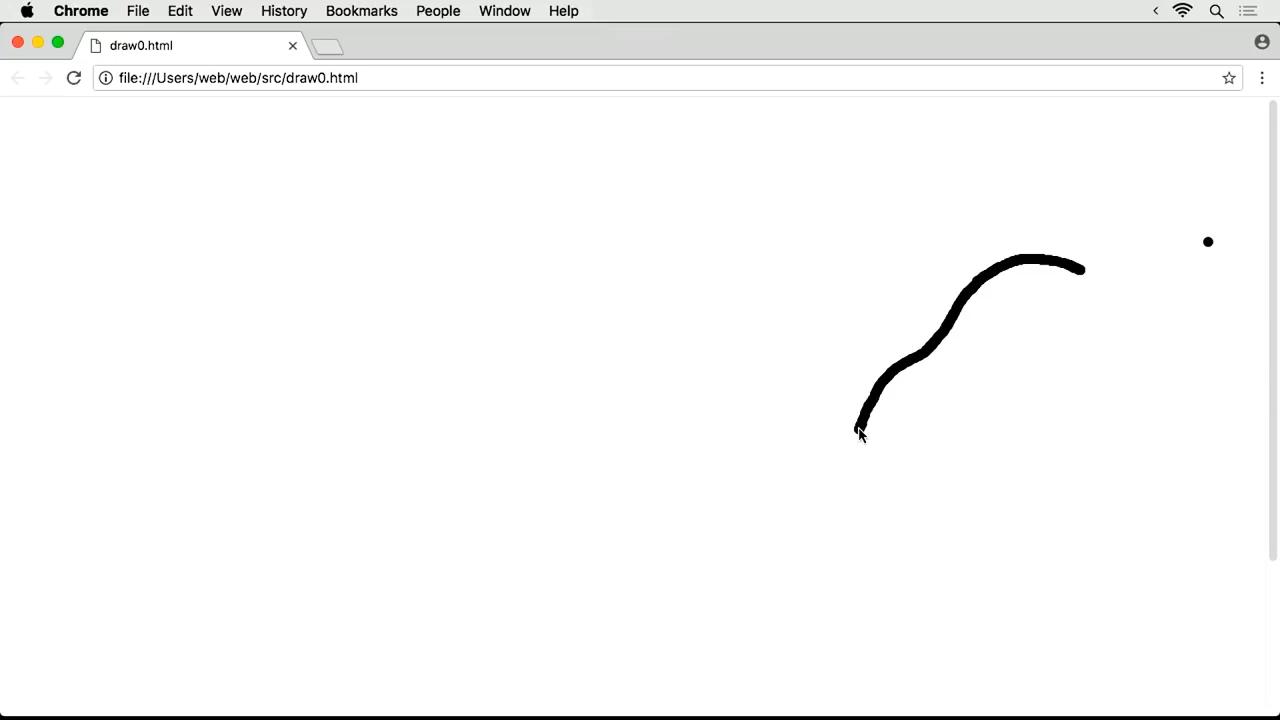 Chrome File Edit View History Bookmarks People Window Help
draw0.html
file:///Users/web/web/src/draw0.html